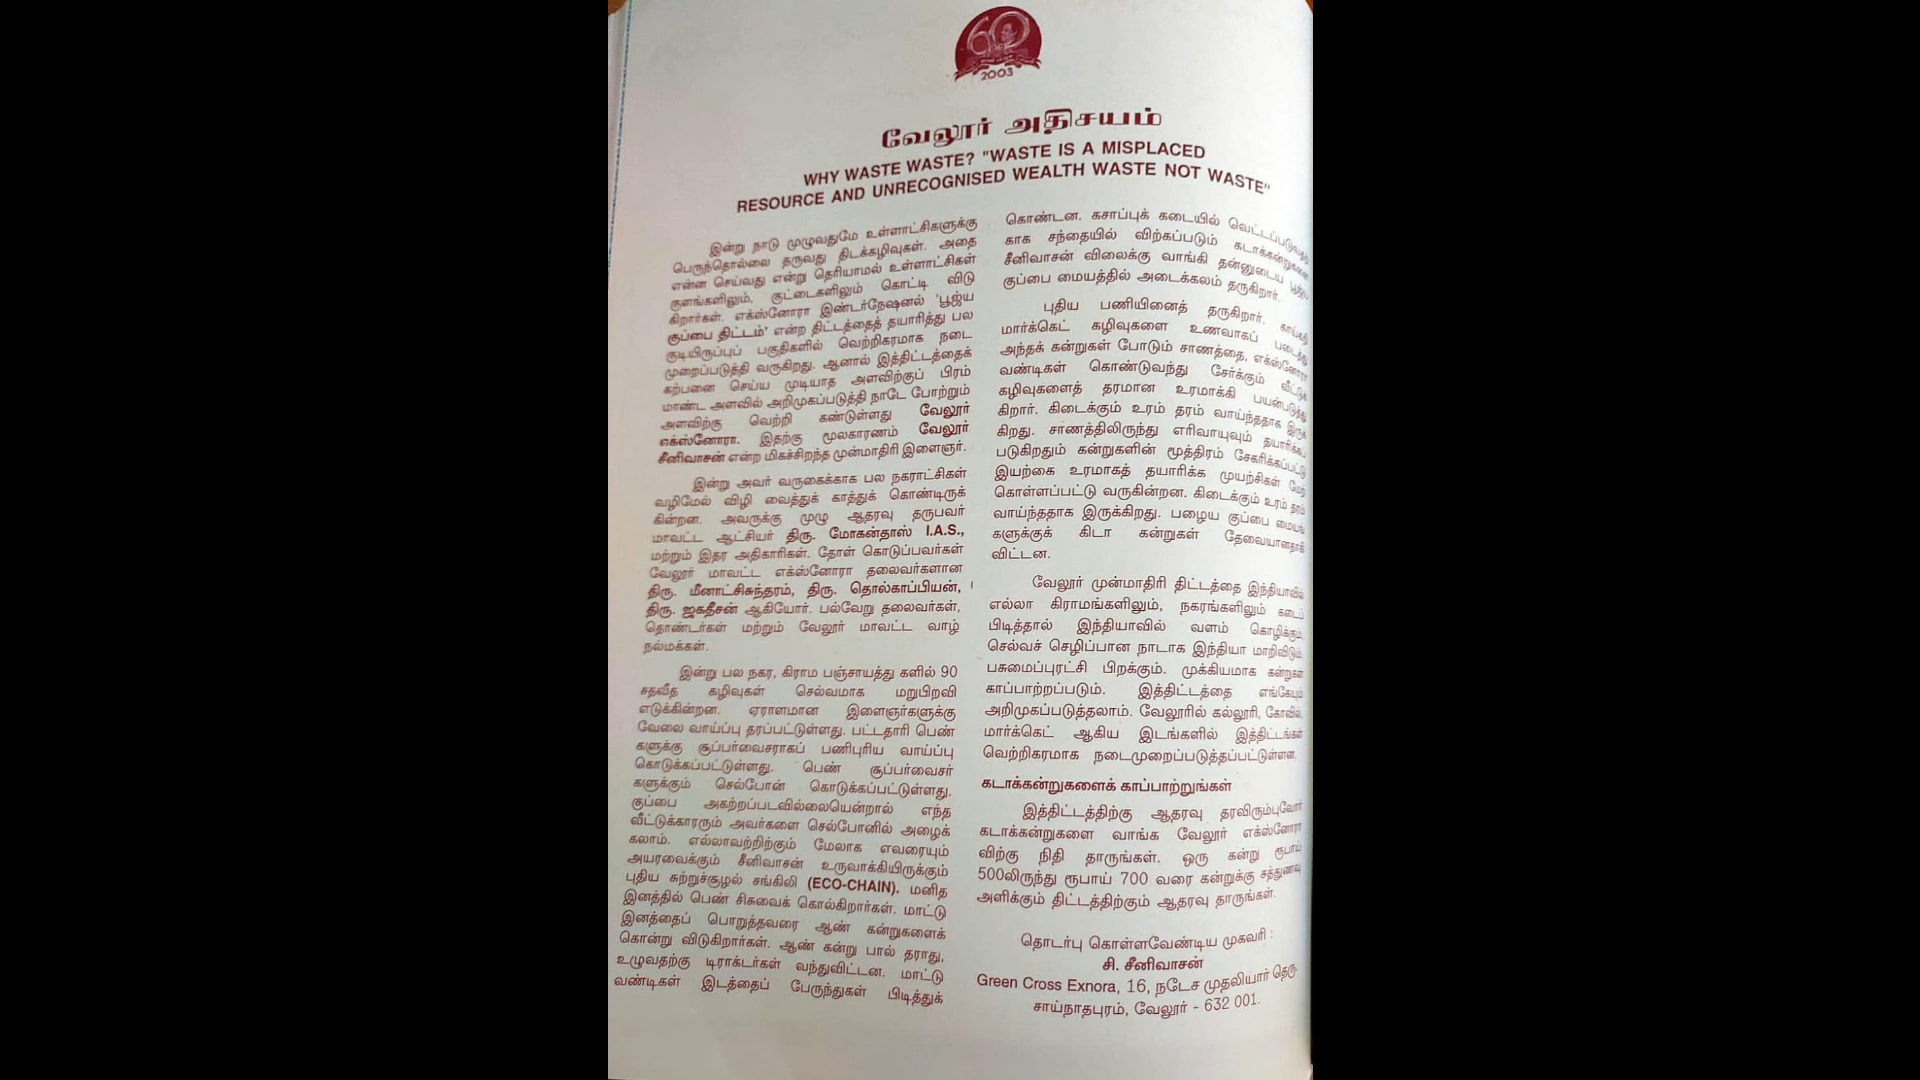 60
2003
வேலூர் அதிசயம்
WHY WASTE WASTE? "WASTE IS A MISPLACED
RESOURCE AND UNRECOGNISED WEALTH WASTE NOT WASTE"
இன்று நாடு முழுவதுமே உள்ளாட்சிகளுக்கு
பெருந்தொல்லை தருவது திடக்கழிவுகள். அதை
என்ன செய்வது என்று தெரியாமல் உள்ளாட்சிகள்
குளங்களிலும், குட்டைகளிலும் கொட்டி விடு
கிறார்கள். எக்ஸ்னோரா இண்டர்நேஷனல் 'பூஜ்ய
குப்பை திட்டம்' என்ற திட்டத்தைத் தயாரித்து பல
குடியிருப்புப் பகுதிகளில் வெற்றிகரமாக நடை
முறைப்படுத்தி வருகிறது. ஆனால் இத்திட்டத்தைக்
கற்பனை செய்ய முடியாத அளவிற்குப் பிரம்
மாண்ட அளவில் அறிமுகப்படுத்தி நாடே போற்றும்
அளவிற்கு வெற்றி கண்டுள்ளது வேலூர்
எக்ஸ்னோரா. இதற்கு மூலகாரணம் வேலூர்
சீனிவாசன் என்ற மிகச்சிறந்த முன்மாதிரி இளைஞர்.
இன்று அவர் வருகைக்காக பல நகராட்சிகள்
வழிமேல் விழி வைத்துக் காத்துக் கொண்டிருக்
கின்றன. அவருக்கு முழு ஆதரவு தருபவர்
மாவட்ட ஆட்சியர் திரு. மோகன்தாஸ் I.A.S.,
மற்றும் இதர அதிகாரிகள். தோள் கொடுப்பவர்கள்
வேலூர் மாவட்ட எக்ஸ்னோரா தலைவர்களான
திரு. மீனாட்சிசுந்தரம், திரு. தொல்காப்பியன்,
திரு. ஜகதீசன் ஆகியோர். பல்வேறு தலைவர்கள்,
தொண்டர்கள் மற்றும் வேலூர் மாவட்ட வாழ்
நல்மக்கள்.
இன்று பல நகர, கிராம பஞ்சாயத்து களில் 90
சதவீத கழிவுகள் செல்வமாக மறுபிறவி
எடுக்கின்றன. ஏராளமான இளைஞர்களுக்கு
வேலை வாய்ப்பு தரப்பட்டுள்ளது. பட்டதாரி பெண்
களுக்கு சூப்பர்வைசராகப் பணிபுரிய வாய்ப்பு
கொடுக்கப்பட்டுள்ளது. பெண் சூப்பர்வைசர்
களுக்கும் செல்போன் கொடுக்கப்பட்டுள்ளது,
குப்பை அகற்றப்படவில்லையென்றால் எந்த
வீட்டுக்காரரும் அவர்களை செல்போனில் அழைக்
கலாம். எல்லாவற்றிற்கும் மேலாக எவரையும்
அயரவைக்கும் சீனிவாசன் உருவாக்கியிருக்கும்
புதிய சுற்றுச்சூழல் சங்கிலி (ECO-CHAIN). மனித
இனத்தில் பெண் சிசுவைக் கொல்கிறார்கள். மாட்டு
இனத்தைப் பொறுத்தவரை ஆண் கன்றுகளைக்
கொன்று விடுகிறார்கள். ஆண் கன்று பால் தராது,
உழுவதற்கு டிராக்டர்கள் வந்துவிட்டன. மாட்டு
வண்டிகள் இடத்தைப் பேருந்துகள் பிடித்துக்
கொண்டன. கசாப்புக் கடையில் வெட்டப்படுவதற்
காக சந்தையில் விற்கப்படும் கடாக்கன்றுகளை
சீனிவாசன் விலைக்கு வாங்கி தன்னுடைய பூஜ்ய
குப்பை மையத்தில் அடைக்கலம் தருகிறார்.
புதிய பணியினைத் தருகிறார். காய்கறி
மார்க்கெட் கழிவுகளை உணவாகப் படைத்து
அந்தக் கன்றுகள் போடும் சாணத்தை, எக்ஸ்னோரா
வண்டிகள் கொண்டுவந்து சேர்க்கும் வீட்டுக்
கழிவுகளைத் தரமான உரமாக்கி பயன்படுத்து
கிறார். கிடைக்கும் உரம் தரம் வாய்ந்ததாக இருக்
கிறது. சாணத்திலிருந்து எரிவாயுவும் தயாரிக்கப்
படுகிறதும் கன்றுகளின் மூத்திரம் சேகரிக்கப்பட்டு
இயற்கை உரமாகத் தயாரிக்க முயற்சிகள் மேற்
கொள்ளப்பட்டு வருகின்றன. கிடைக்கும் உரம் தரம்
வாய்ந்ததாக இருக்கிறது. பழைய குப்பை மையங்
களுக்குக் கிடா கன்றுகள் தேவையானதாகி
விட்டன.
வேலூர் முன்மாதிரி திட்டத்தை இந்தியாவில்
எல்லா கிராமங்களிலும், நகரங்களிலும் கடைப்
பிடித்தால் இந்தியாவில் வளம் கொழிக்கும்.
செல்வச் செழிப்பான நாடாக இந்தியா மாறிவிடும்.
பசுமைப்புரட்சி பிறக்கும். முக்கியமாக கன்றுகள்
காப்பாற்றப்படும். இத்திட்டத்தை எங்கேயும்
அறிமுகப்படுத்தலாம். வேலூரில் கல்லூரி, கோவில்,
மார்க்கெட் ஆகிய இடங்களில் இத்திட்டங்கள்
வெற்றிகரமாக நடைமுறைப்படுத்தப்பட்டுள்ளன.
கடாக்கன்றுகளைக் காப்பாற்றுங்கள்
இத்திட்டத்திற்கு ஆதரவு தரவிரும்புவோர்
கடாக்கன்றுகளை வாங்க வேலூர் எக்ஸ்னோரா
விற்கு நிதி தாருங்கள். ஒரு கன்று ரூபாய்
500லிருந்து ரூபாய் 700 வரை கன்றுக்கு சத்துணவு
அளிக்கும் திட்டத்திற்கும் ஆதரவு தாருங்கள்.
தொடர்பு கொள்ளவேண்டிய முகவரி :
சி. சீனிவாசன்
Green Cross Exnora, 16, நடேச முதலியார் தெரு,
சாய்நாதபுரம், வேலூர் - 632 001.